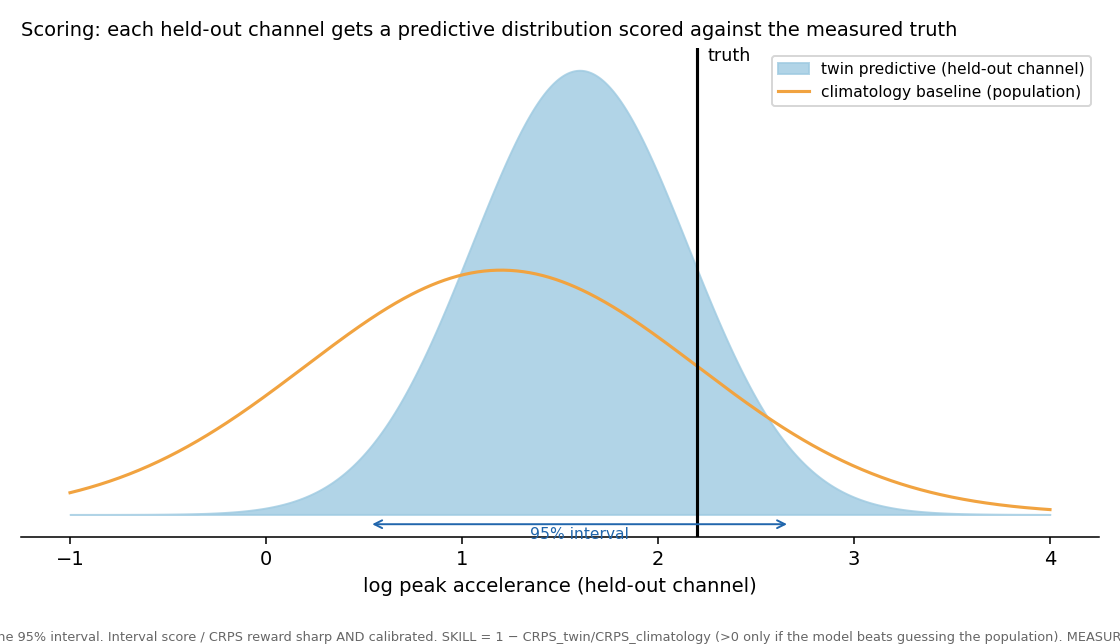 Scoring: each held-out channel gets a predictive distribution scored against the measured truth
truth
twin predictive (held-out channel)
climatology baseline (population)
95% interval
−1 0 1 2 3 4
log peak accelerance (held-out channel)
95% interval. Interval score / CRPS reward sharp AND calibrated. SKILL = 1 − CRPS_twin/CRPS_climatology (>0 only if the model beats guessing the population).